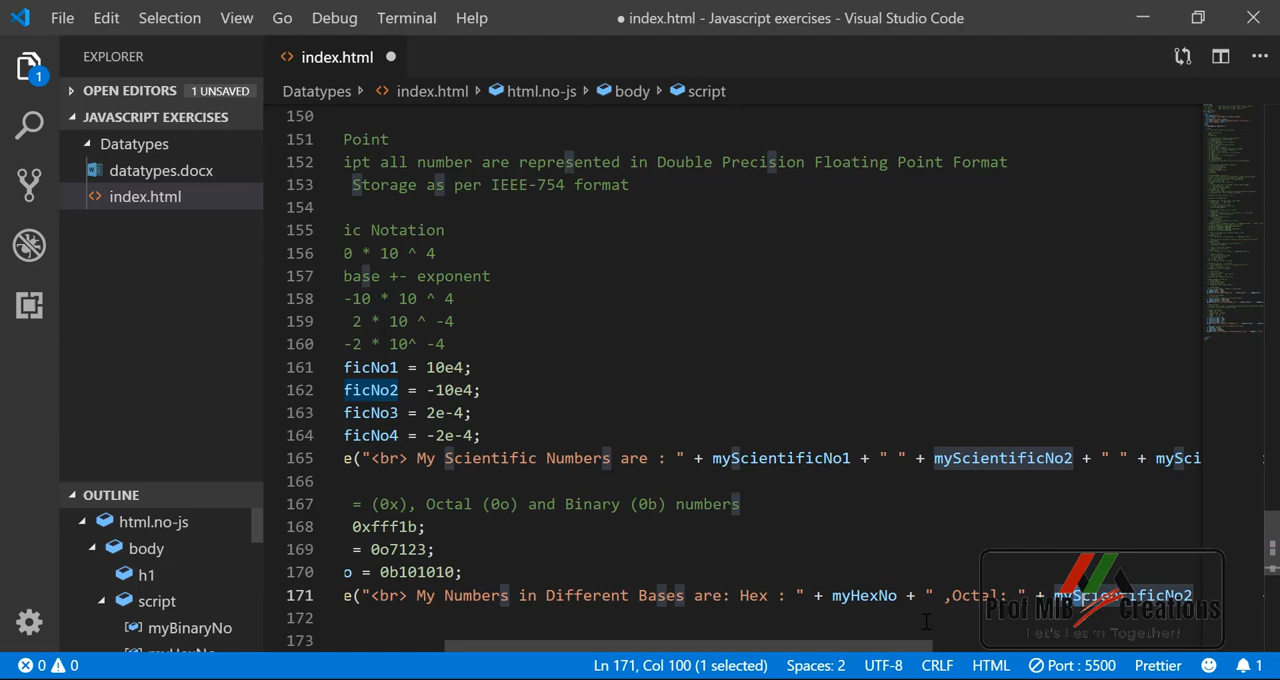 File Edit Selection View Go Debug Terminal Help ● index.html - Javascript exercises - Visual Studio Code
EXPLORER
index.html
1
OPEN EDITORS 1 UNSAVED
Datatypes index.html html.no-js body script
JAVASCRIPT EXERCISES
Datatypes
datatypes.docx
index.html
150
151 Point
152 ipt all number are represented in Double Precision Floating Point Format
153 Storage as per IEEE-754 format
154
155 ic Notation
156 0 * 10 ^ 4
157 base +- exponent
158 -10 * 10 ^ 4
159 2 * 10 ^ -4
160 -2 * 10^ -4
161 ficNo1 = 10e4;
162 ficNo2 = -10e4;
163 ficNo3 = 2e-4;
164 ficNo4 = -2e-4;
165 e("<br> My Scientific Numbers are : " + myScientificNo1 + " " + myScientificNo2 + " " + mySci
166
167 = (0x), Octal (0o) and Binary (0b) numbers
168 0xfff1b;
169 = 0o7123;
170 o = 0b101010;
171 e("<br> My Numbers in Different Bases are: Hex : " + myHexNo + " ,Octal: " + myScientificNo2
172
173
OUTLINE
html.no-js
body
h1
script
myBinaryNo
myHexNo
Prof MIB Creations
Let's Learn Together!
0 0 Ln 171, Col 100 (1 selected) Spaces: 2 UTF-8 CRLF HTML Port : 5500 Prettier 1